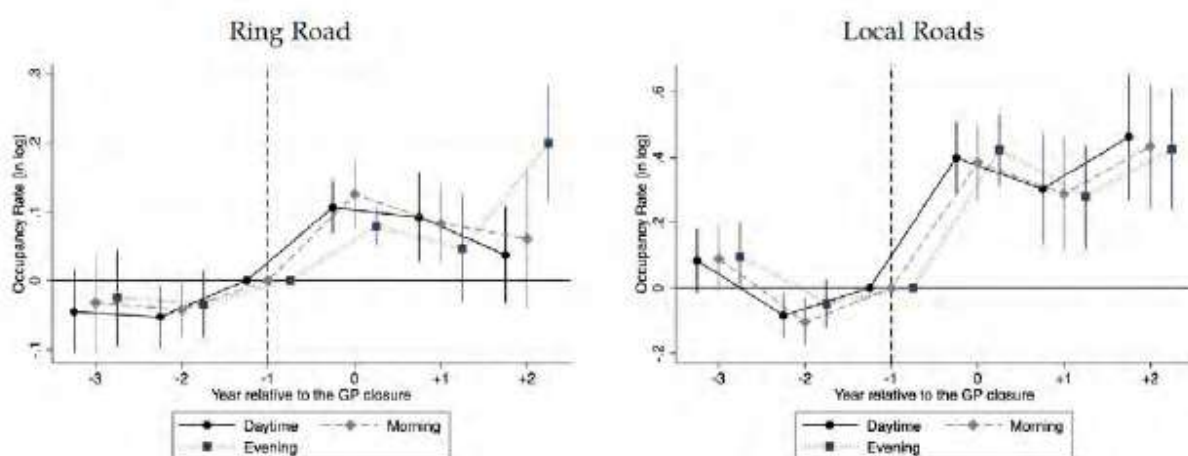 Ring Road
Occupancy Rate [in log]
.3
.2
.1
0
-.1
-3
-2
-1
0
+1
+2
Year relative to the GP closure
Daytime
Morning
Evening
Local Roads
Occupancy Rate [in log]
.6
.4
.2
0
-.2
-3
-2
-1
0
+1
+2
Year relative to the GP closure
Daytime
Morning
Evening